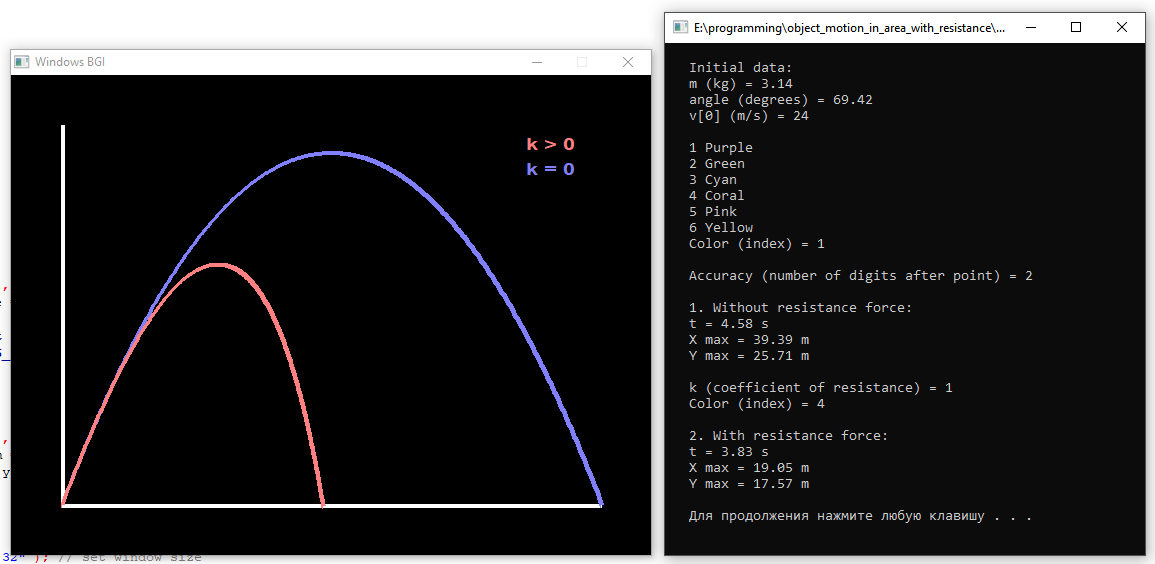 Windows BGI
k > 0
k = 0
E:\programming\object_motion_in_area_with_resistance\...
Initial data:
m (kg) = 3.14
angle (degrees) = 69.42
v[0] (m/s) = 24
1 Purple
2 Green
3 Cyan
4 Coral
5 Pink
6 Yellow
Color (index) = 1
Accuracy (number of digits after point) = 2
1. Without resistance force:
t = 4.58 s
X max = 39.39 m
Y max = 25.71 m
k (coefficient of resistance) = 1
Color (index) = 4
2. With resistance force:
t = 3.83 s
X max = 19.05 m
Y max = 17.57 m
Для продолжения нажмите любую клавишу . . .
32" ); // set window size